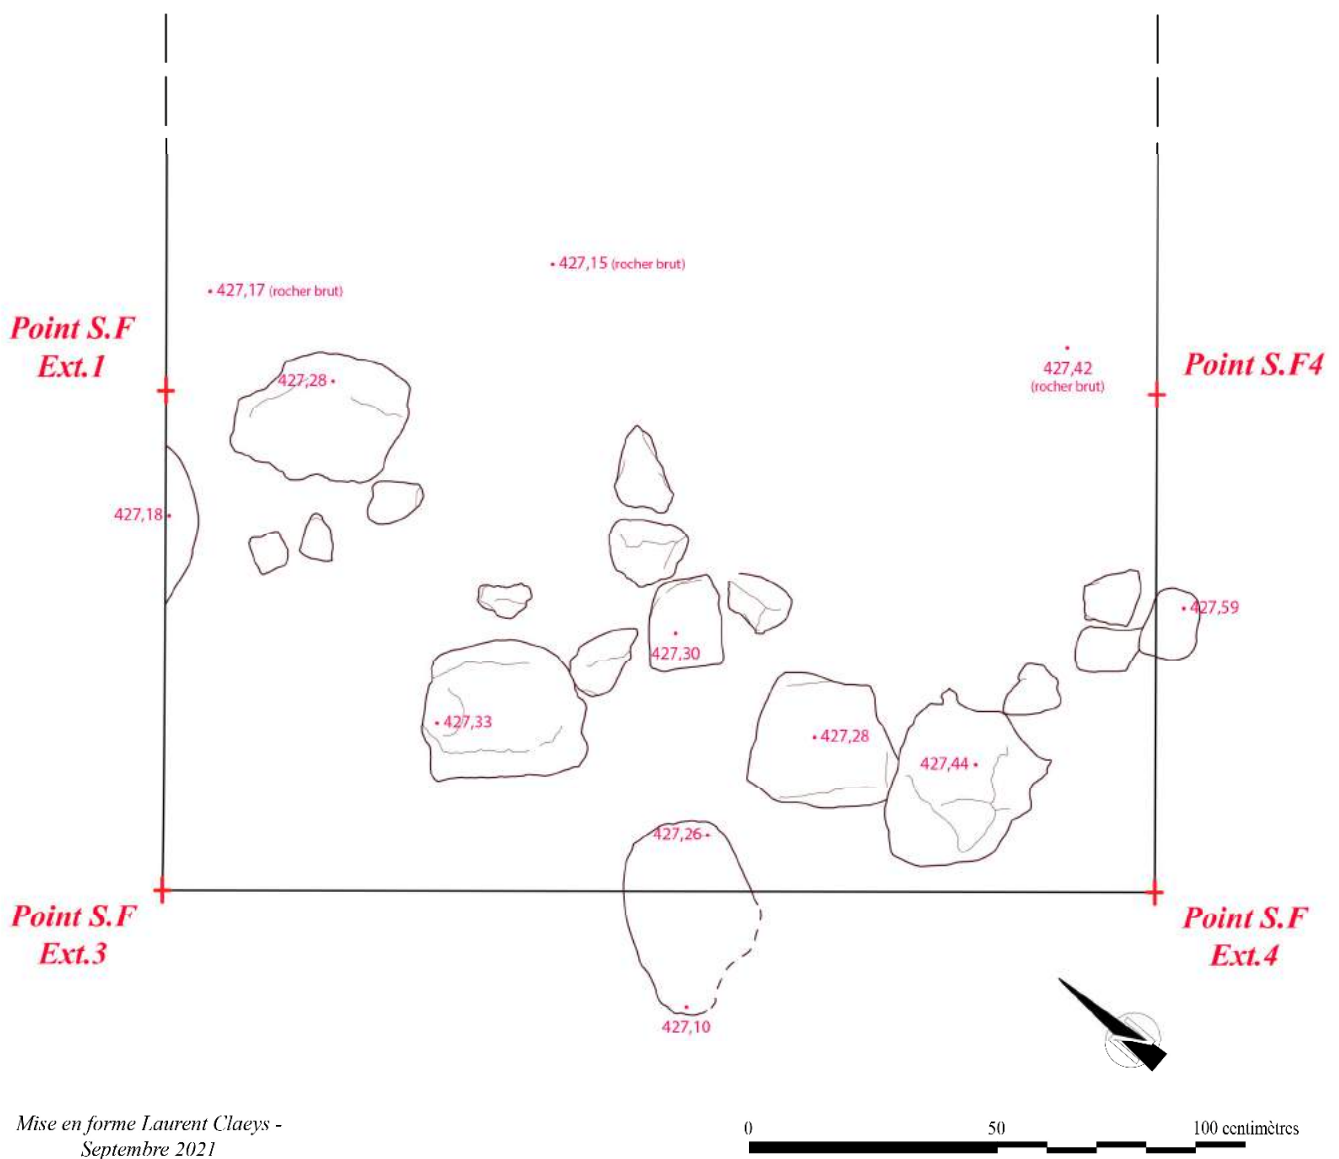 427,15 (rocher brut)
427,17 (rocher brut)
Point S.F
Ext.1
427,28
427,42
(rocher brut)
Point S.F4
427,18
427,59
427,30
427,33
427,28
427,44
427,26
Point S.F
Ext.3
Point S.F
Ext.4
427,10
Mise en forme Laurent Claeys -
Septembre 2021
0 50 100 centimètres